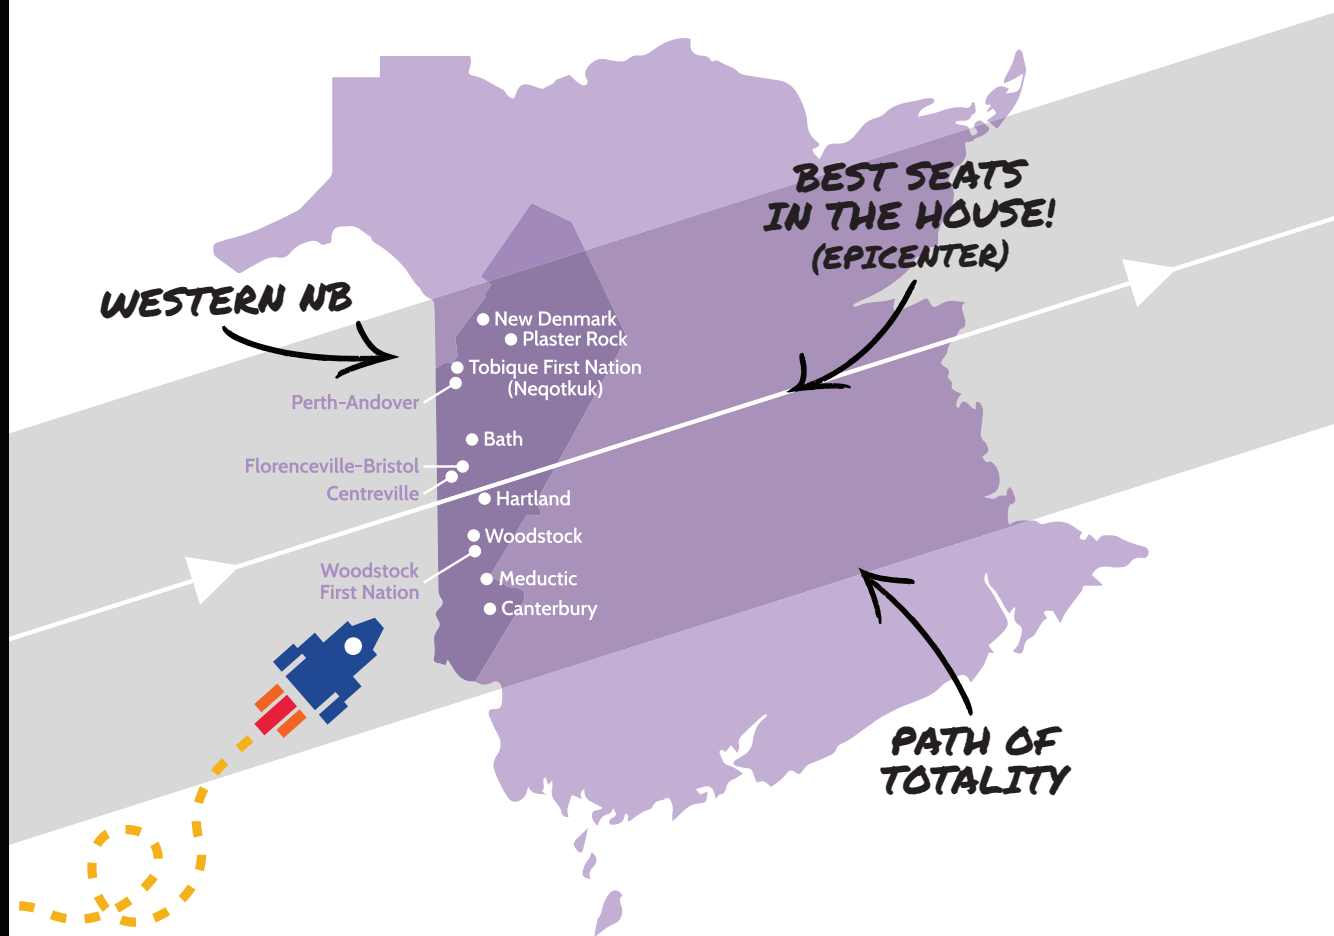 BEST SEATS
IN THE HOUSE!
(EPICENTER)
WESTERN NB
New Denmark
Plaster Rock
Tobique First Nation
(Neqotkuk)
Perth-Andover
Bath
Florenceville-Bristol
Centreville
Hartland
Woodstock
Woodstock
First Nation
Meductic
Canterbury
PATH OF
TOTALITY